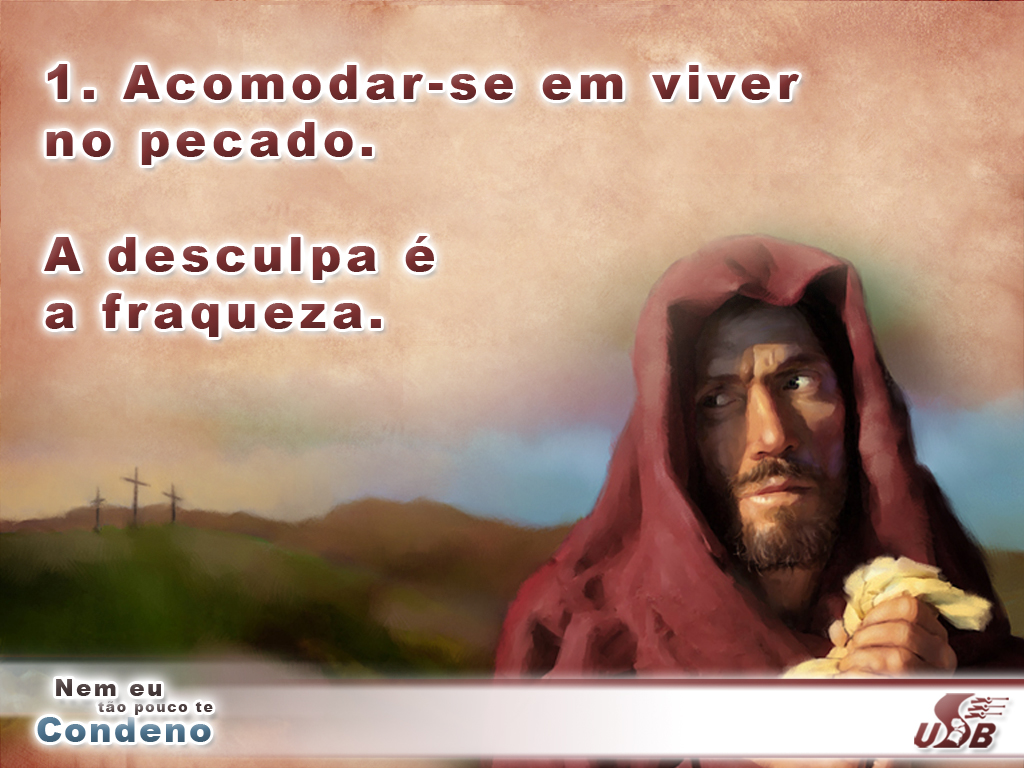 1. Acomodar-se em viver
no pecado.
A desculpa é
a fraqueza.
Nem eu
tão pouco te
Condeno
USB